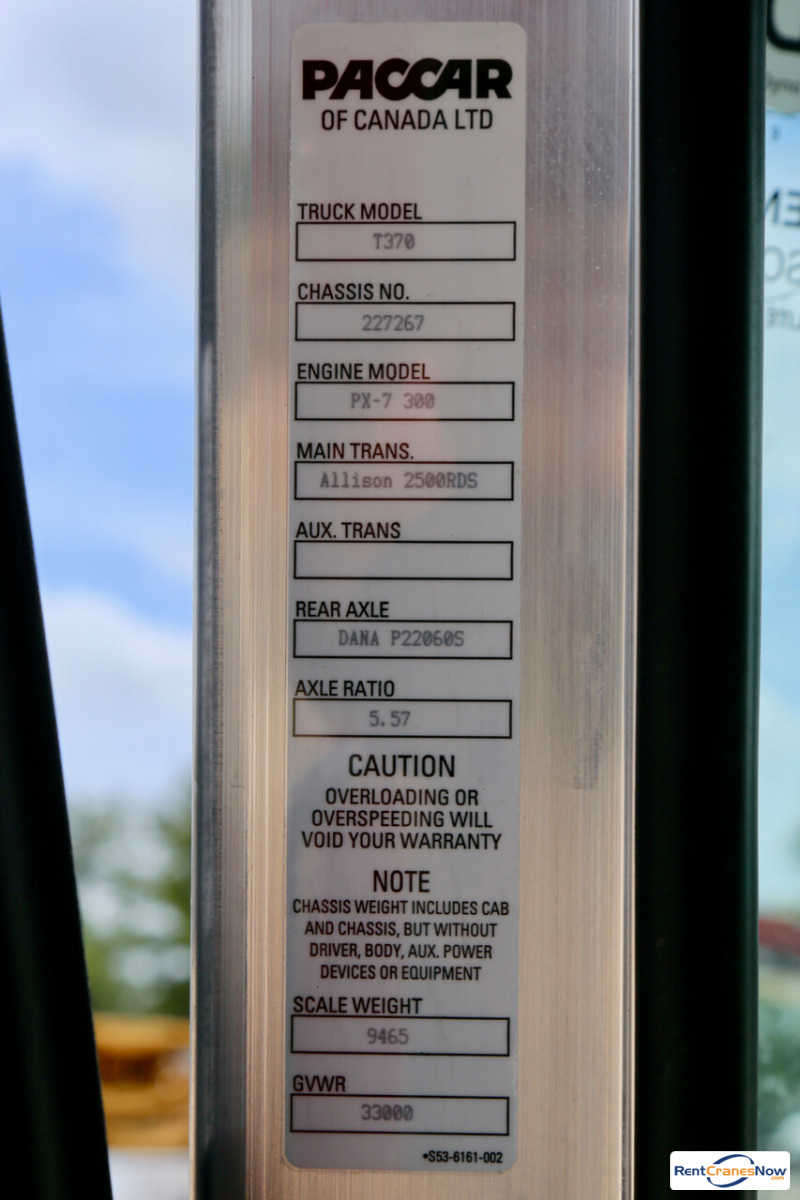 PACCAR
OF CANADA LTD
TRUCK MODEL
T370
CHASSIS NO.
227267
ENGINE MODEL
PX-7 300
MAIN TRANS.
Allison 2500RDS
AUX. TRANS
REAR AXLE
DANA P22060S
AXLE RATIO
5.57
CAUTION
OVERLOADING OR
OVERSPEEDING WILL
VOID YOUR WARRANTY
NOTE
CHASSIS WEIGHT INCLUDES CAB
AND CHASSIS, BUT WITHOUT
DRIVER, BODY, AUX. POWER
DEVICES OR EQUIPMENT
SCALE WEIGHT
9465
GVWR
33000
•S53-6161-002
RentCranesNow
.com